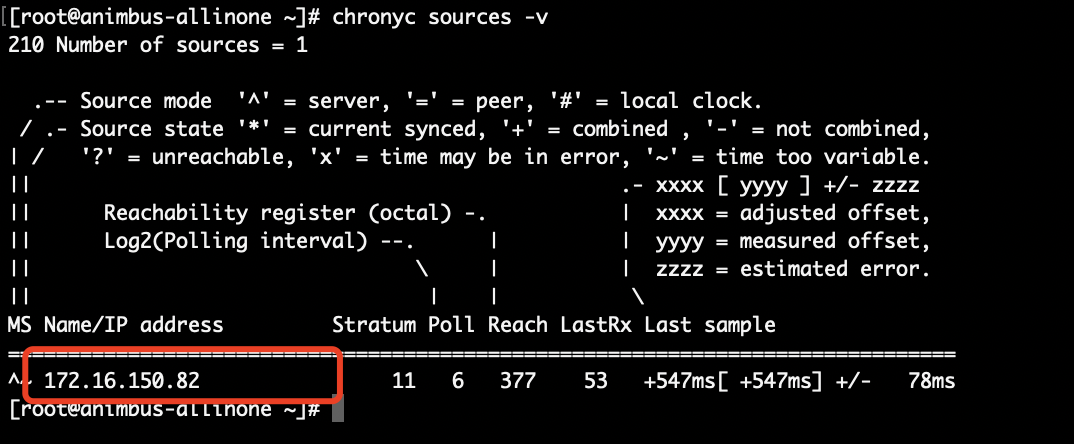 [[root@animbus-allinone ~]# chronyc sources -v
210 Number of sources = 1

  .-- Source mode  '^' = server, '=' = peer, '#' = local clock.
 / .- Source state '*' = current synced, '+' = combined , '-' = not combined,
| /   '?' = unreachable, 'x' = time may be in error, '~' = time too variable.
||                                                 .- xxxx [ yyyy ] +/- zzzz
||      Reachability register (octal) -.           |  xxxx = adjusted offset,
||      Log2(Polling interval) --.      |          |  yyyy = measured offset,
||                                \     |          |  zzzz = estimated error.
||                                 |    |           \
MS Name/IP address         Stratum Poll Reach LastRx Last sample
===============================================================================
^~ 172.16.150.82                11   6   377    53   +547ms[ +547ms] +/-   78ms
[root@animbus-allinone ~]#